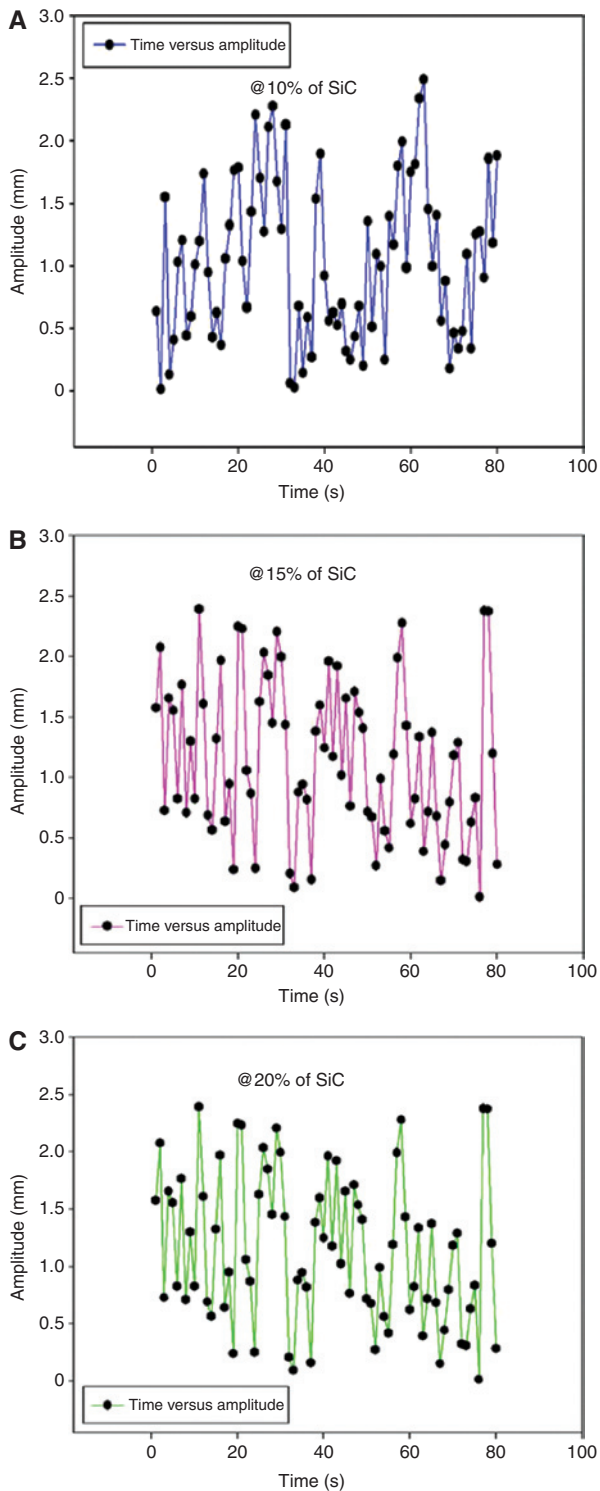 A
3.0
Time versus amplitude
@10% of SiC
2.5
2.0
1.5
1.0
0.5
0
Amplitude (mm)
0 20 40 60 80 100
Time (s)
B
3.0
@15% of SiC
2.5
2.0
1.5
1.0
0.5
0
Amplitude (mm)
Time versus amplitude
0 20 40 60 80 100
Time (s)
C
3.0
@20% of SiC
2.5
2.0
1.5
1.0
0.5
0
Amplitude (mm)
Time versus amplitude
0 20 40 60 80 100
Time (s)